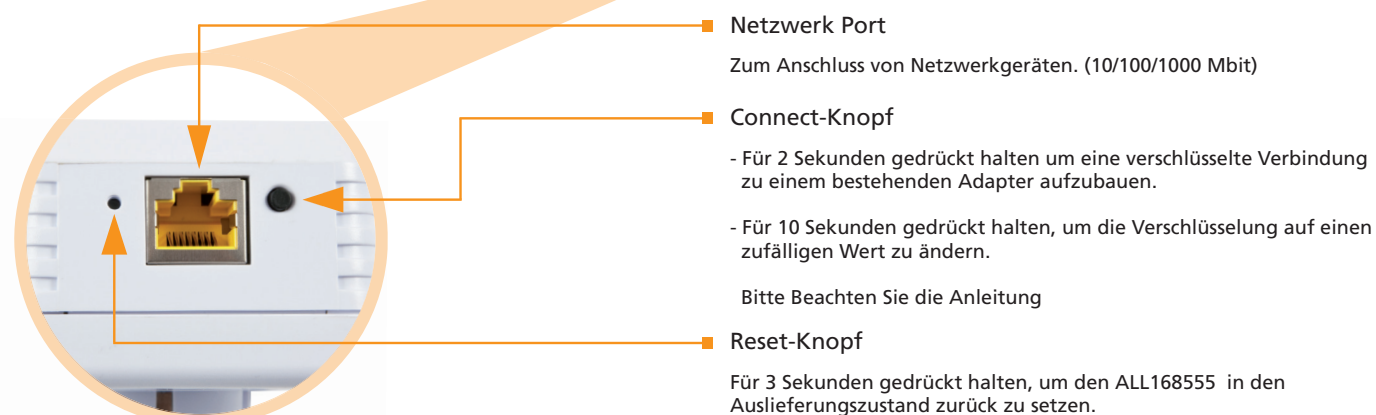 Netzwerk Port
Zum Anschluss von Netzwerkgeräten. (10/100/1000 Mbit)
Connect-Knopf
- Für 2 Sekunden gedrückt halten um eine verschlüsselte Verbindung
zu einem bestehenden Adapter aufzubauen.
- Für 10 Sekunden gedrückt halten, um die Verschlüsselung auf einen
zufälligen Wert zu ändern.
Bitte Beachten Sie die Anleitung
Reset-Knopf
Für 3 Sekunden gedrückt halten, um den ALL168555 in den
Auslieferungszustand zurück zu setzen.